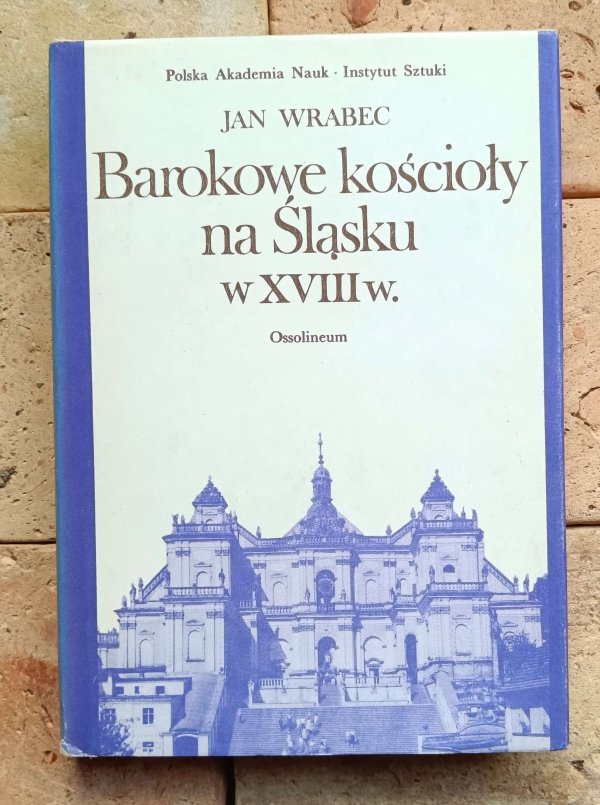 Polska Akademia Nauk · Instytut Sztuki
JAN WRABEC
Barokowe kościoły
na Śląsku
w XVIII w.
Ossolineum